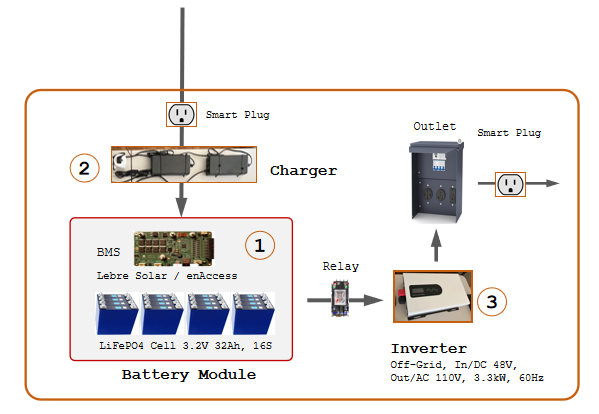 Smart Plug
Outlet
Smart Plug
2
Charger
1
BMS
Lebre Solar / enAccess
Relay
3
LiFePO4 Cell 3.2V 32Ah, 16S
Battery Module
Inverter
Off-Grid, In/DC 48V,
Out/AC 110V, 3.3kW, 60Hz